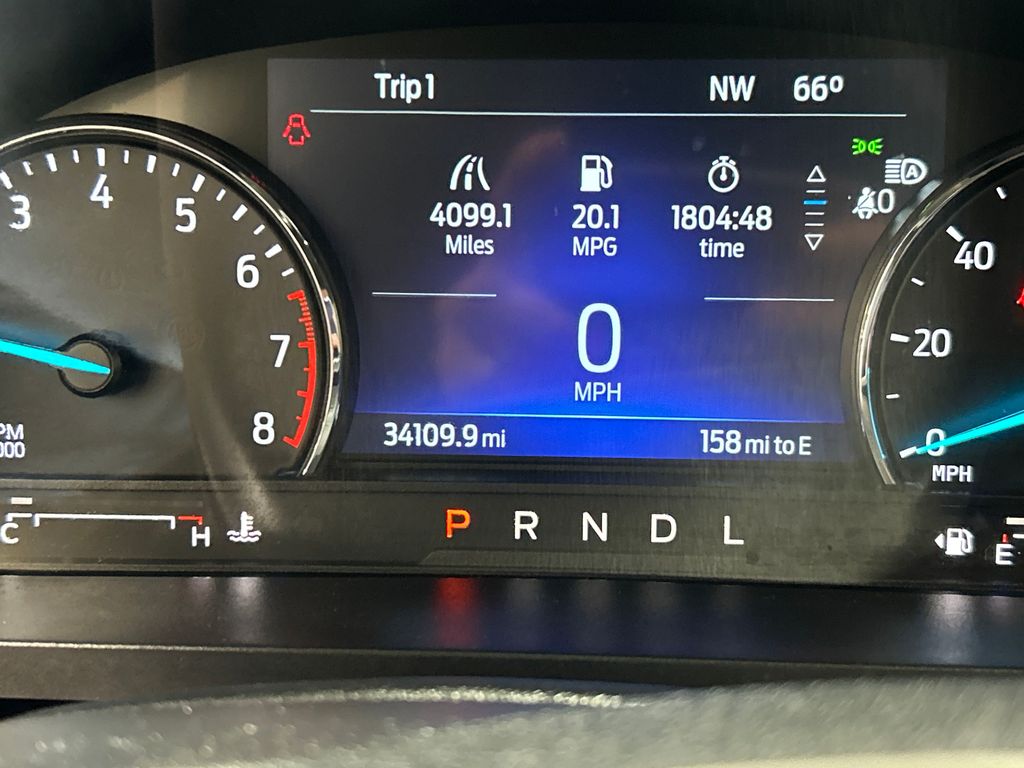 Trip 1 NW 66º
4099.1 20.1 1804:48
Miles MPG time
0
MPH
34109.9 mi 158 mi to E
3 4 5 6 7 8
40 20 0
MPH
C H
P R N D L
E
A